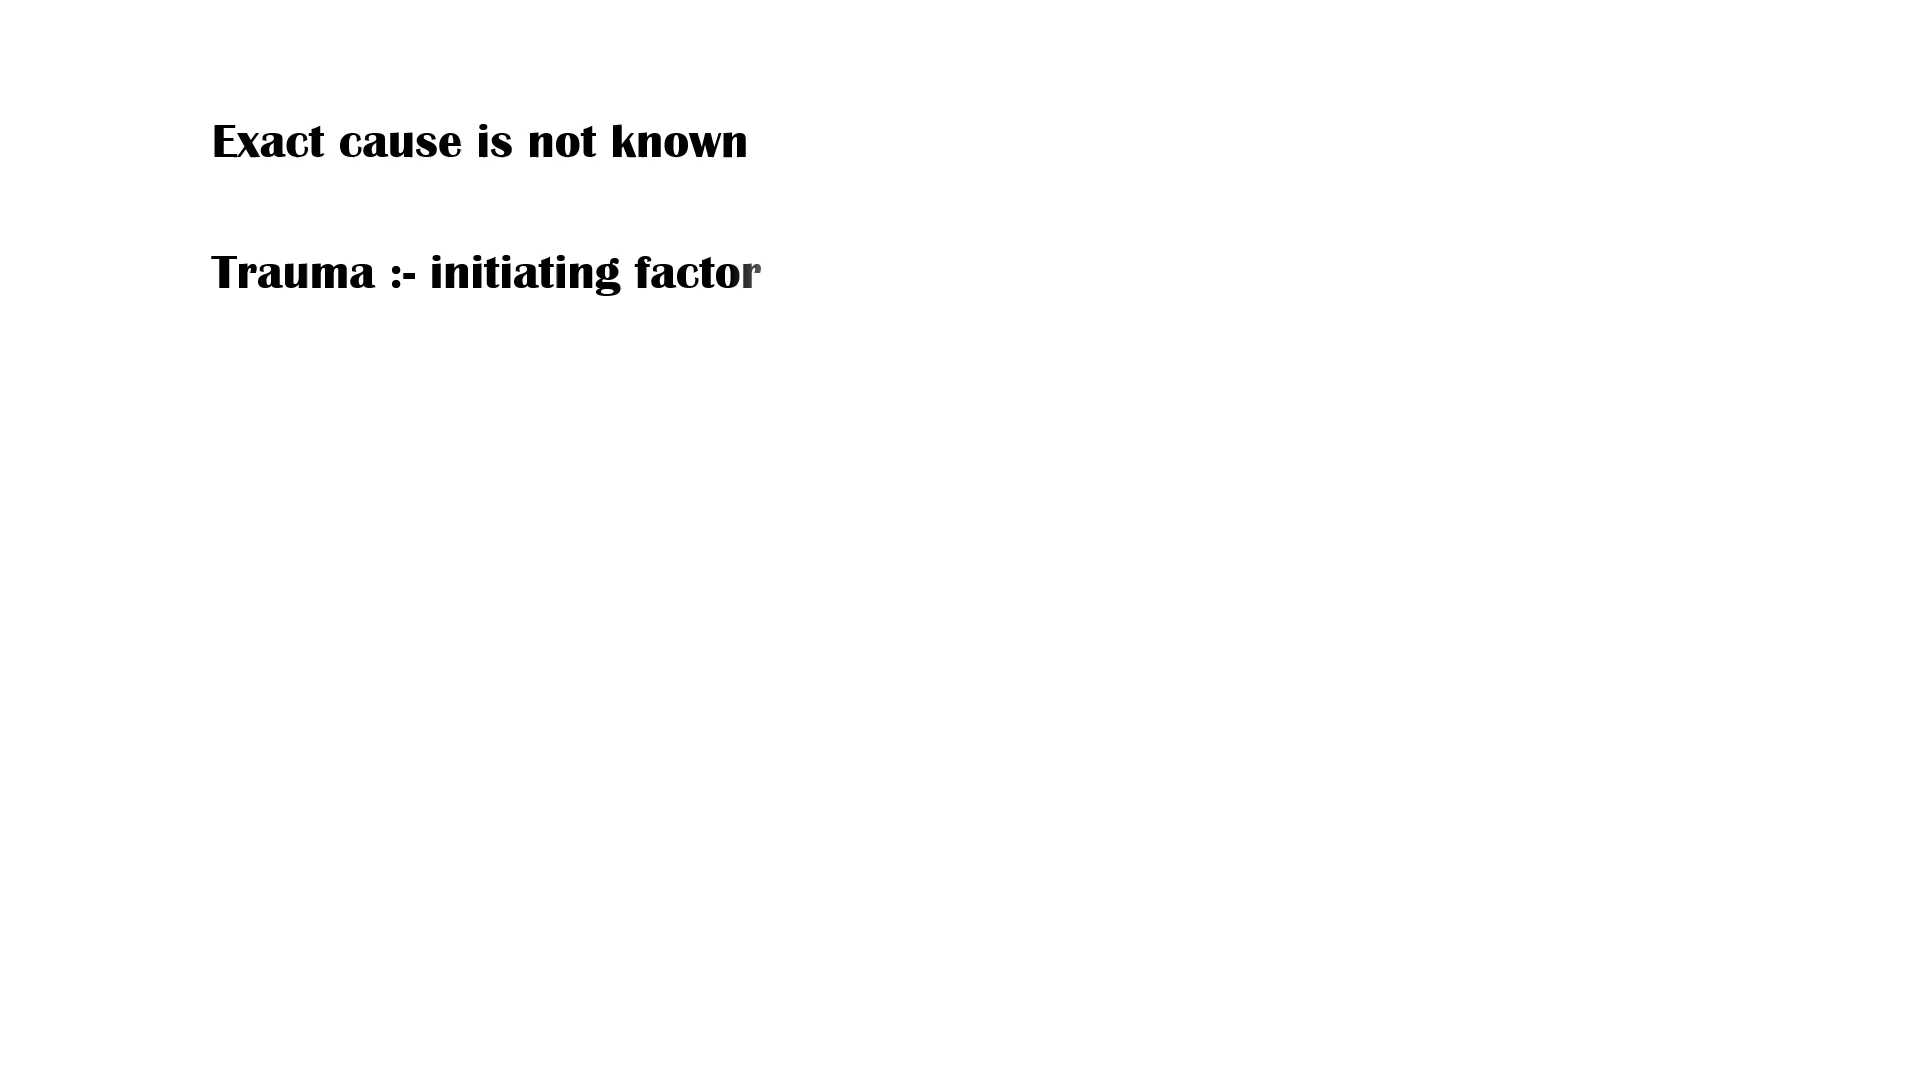 Exact cause is not known
Trauma :- initiating factor